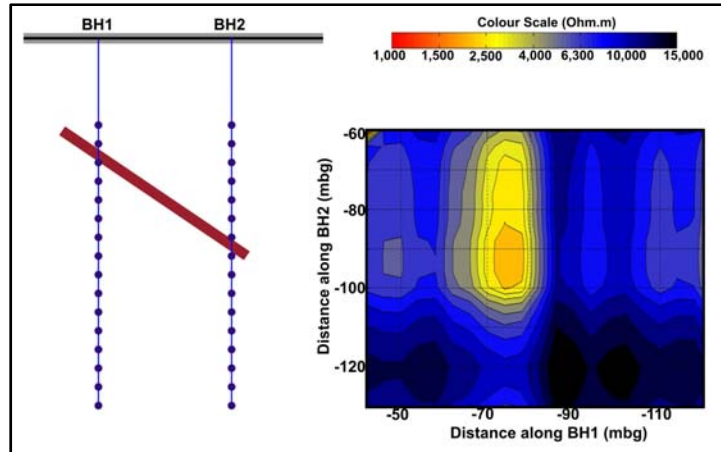 BH1 BH2
Colour Scale (Ohm.m)
1,000 1,500 2,500 4,000 6,300 10,000 15,000
-60
-80
-100
-120
Distance along BH2 (mbg)
-50 -70 -90 -110
Distance along BH1 (mbg)